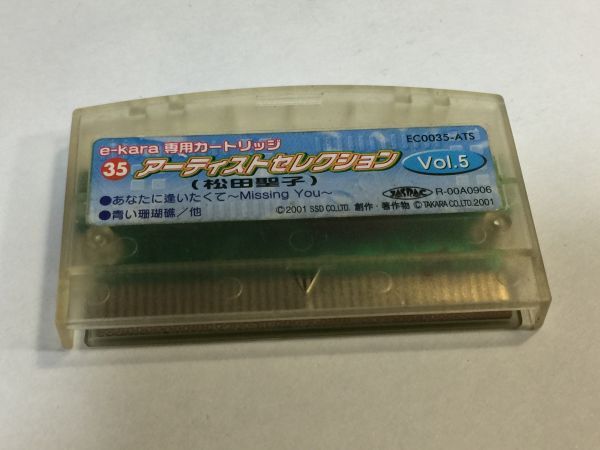 e-kara 専用カートリッジ
EC0035-ATS
35 アーティストセレクション Vol.5
(松田聖子)
●あなたに逢いたくて~Missing You~
R-00A0906
●青い珊瑚礁/他
©2001 SSD CO.,LTD. 創作・著作物 ©TAKARA CO.,LTD.2001